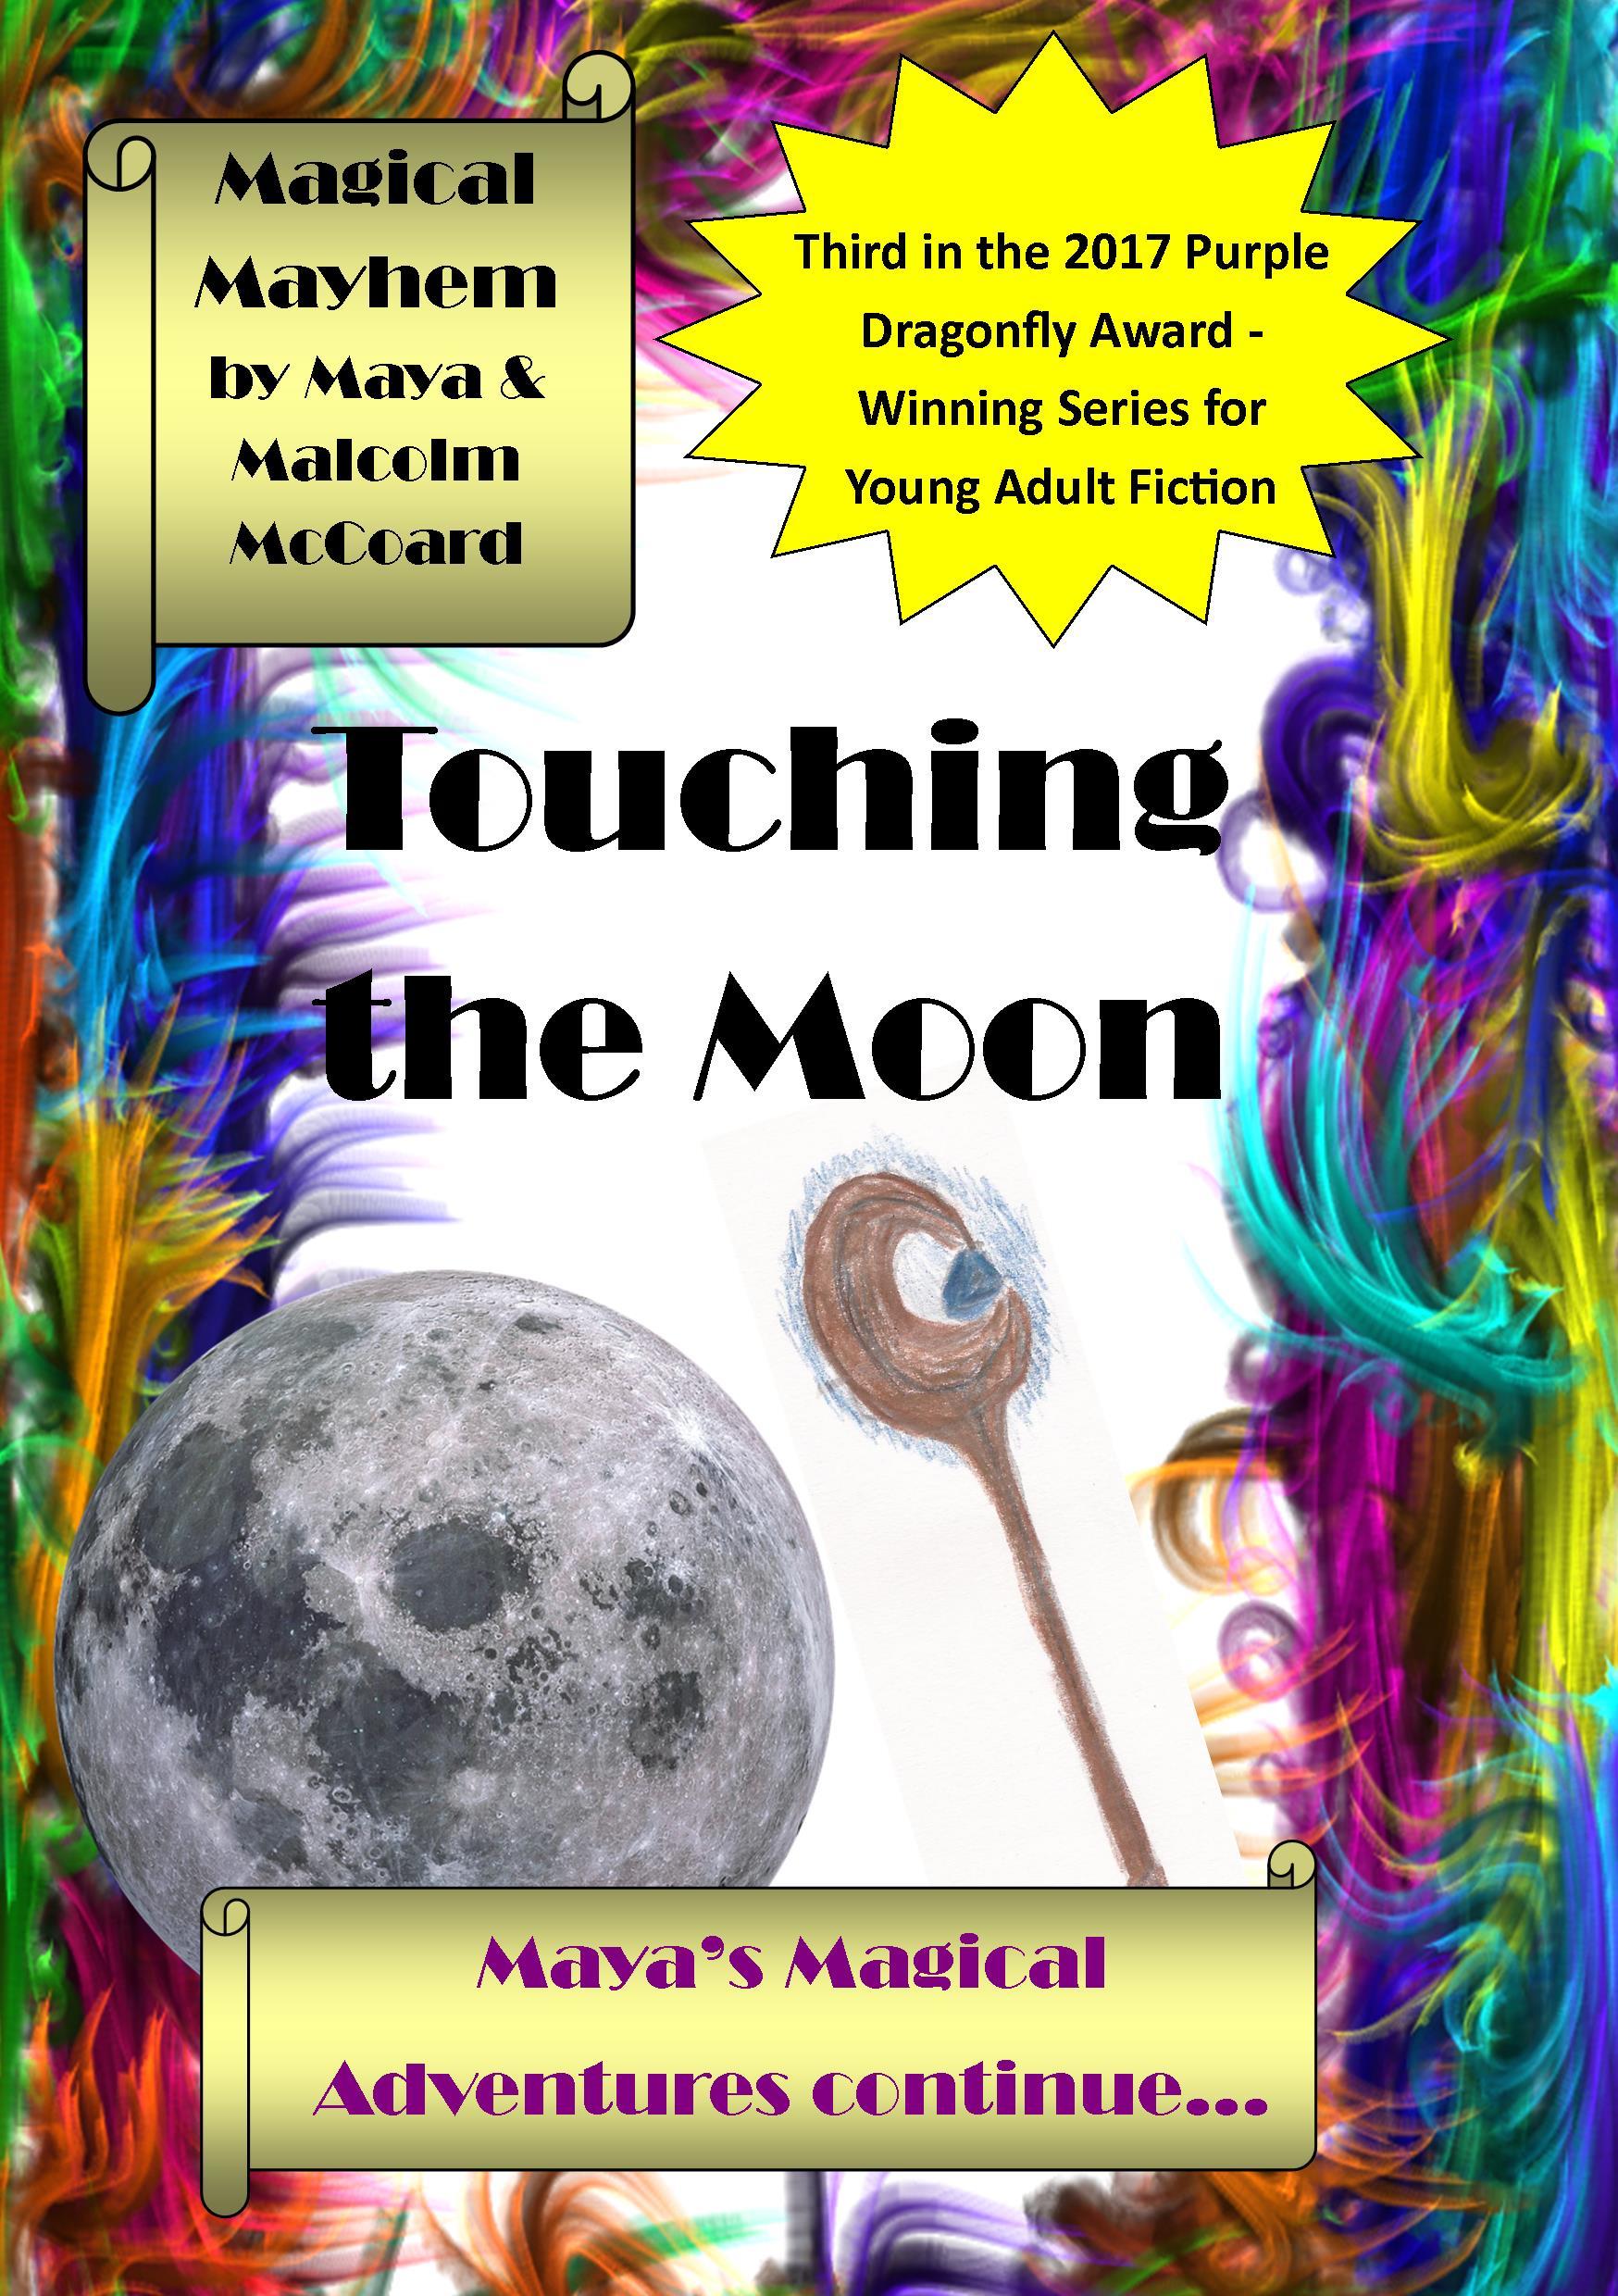 Magical
Mayhem
by Maya &
Malcolm
McCoard
Third in the 2017 Purple
Dragonfly Award -
Winning Series for
Young Adult Fiction
Touching
the Moon
Maya’s Magical
Adventures continue...